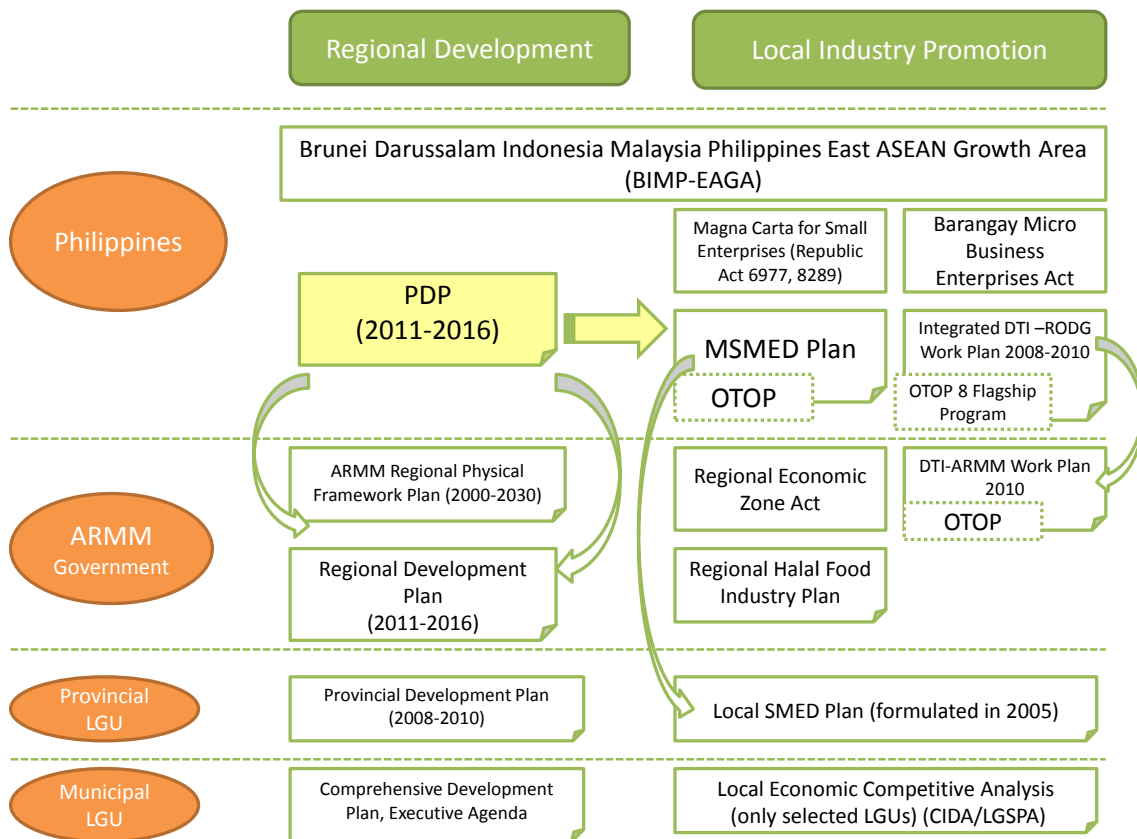 Regional Development
Local Industry Promotion
Philippines
Brunei Darussalam Indonesia Malaysia Philippines East ASEAN Growth Area
(BIMP-EAGA)
Magna Carta for Small
Enterprises (Republic
Act 6977, 8289)
Barangay Micro
Business
Enterprises Act
PDP
(2011-2016)
MSMED Plan
OTOP
Integrated DTI –RODG
Work Plan 2008-2010
OTOP 8 Flagship
Program
ARMM
Government
ARMM Regional Physical
Framework Plan (2000-2030)
Regional Economic
Zone Act
DTI-ARMM Work Plan
2010
OTOP
Regional Development
Plan
(2011-2016)
Regional Halal Food
Industry Plan
Provincial
LGU
Provincial Development Plan
(2008-2010)
Local SMED Plan (formulated in 2005)
Municipal
LGU
Comprehensive Development
Plan, Executive Agenda
Local Economic Competitive Analysis
(only selected LGUs) (CIDA/LGSPA)